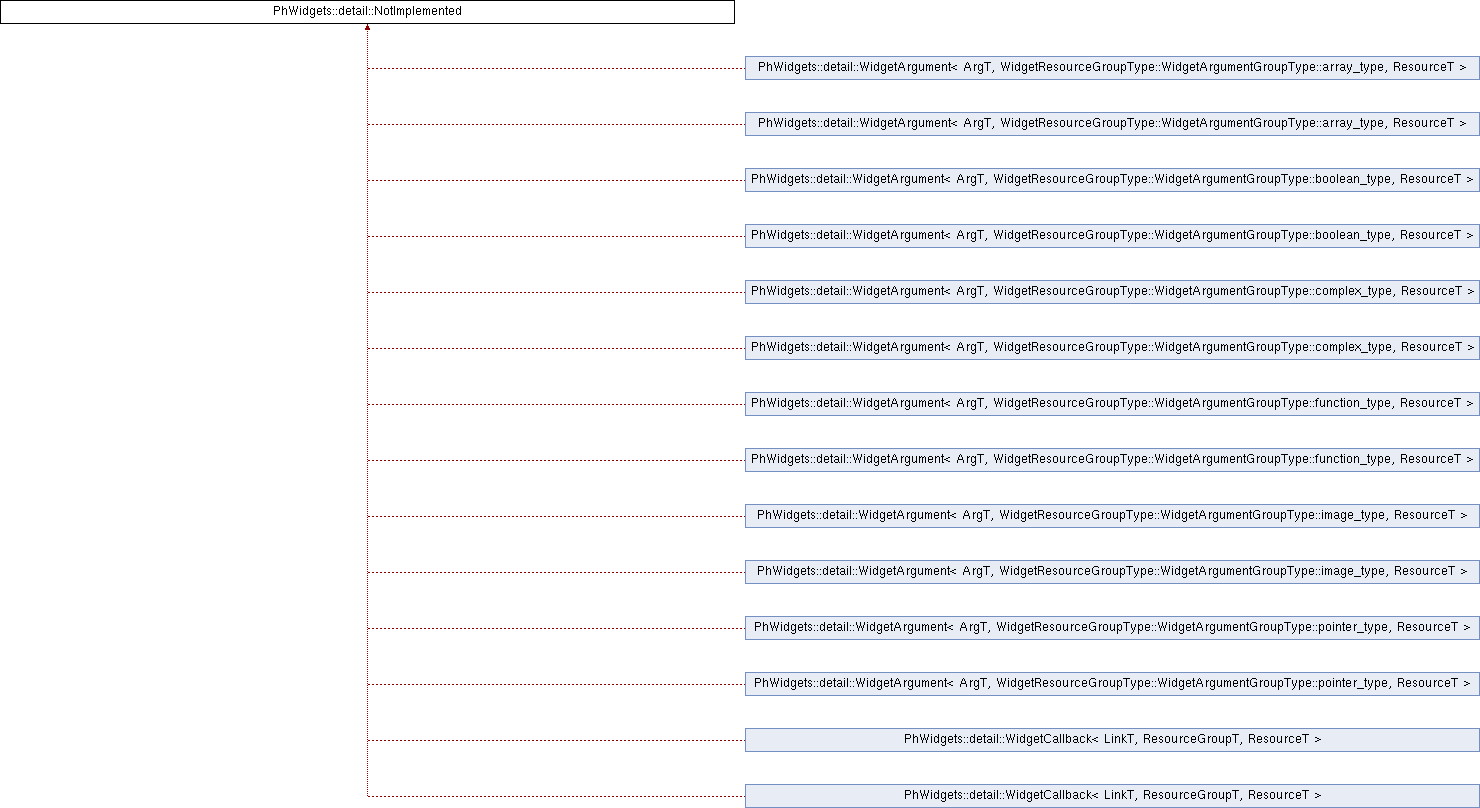 PhWidgets::detail::NotImplemented
PhWidgets::detail::WidgetArgument< ArgT, WidgetResourceGroupType::WidgetArgumentGroupType::array_type, ResourceT >
PhWidgets::detail::WidgetArgument< ArgT, WidgetResourceGroupType::WidgetArgumentGroupType::array_type, ResourceT >
PhWidgets::detail::WidgetArgument< ArgT, WidgetResourceGroupType::WidgetArgumentGroupType::boolean_type, ResourceT >
PhWidgets::detail::WidgetArgument< ArgT, WidgetResourceGroupType::WidgetArgumentGroupType::boolean_type, ResourceT >
PhWidgets::detail::WidgetArgument< ArgT, WidgetResourceGroupType::WidgetArgumentGroupType::complex_type, ResourceT >
PhWidgets::detail::WidgetArgument< ArgT, WidgetResourceGroupType::WidgetArgumentGroupType::complex_type, ResourceT >
PhWidgets::detail::WidgetArgument< ArgT, WidgetResourceGroupType::WidgetArgumentGroupType::function_type, ResourceT >
PhWidgets::detail::WidgetArgument< ArgT, WidgetResourceGroupType::WidgetArgumentGroupType::function_type, ResourceT >
PhWidgets::detail::WidgetArgument< ArgT, WidgetResourceGroupType::WidgetArgumentGroupType::image_type, ResourceT >
PhWidgets::detail::WidgetArgument< ArgT, WidgetResourceGroupType::WidgetArgumentGroupType::image_type, ResourceT >
PhWidgets::detail::WidgetArgument< ArgT, WidgetResourceGroupType::WidgetArgumentGroupType::pointer_type, ResourceT >
PhWidgets::detail::WidgetArgument< ArgT, WidgetResourceGroupType::WidgetArgumentGroupType::pointer_type, ResourceT >
PhWidgets::detail::WidgetCallback< LinkT, ResourceGroupT, ResourceT >
PhWidgets::detail::WidgetCallback< LinkT, ResourceGroupT, ResourceT >